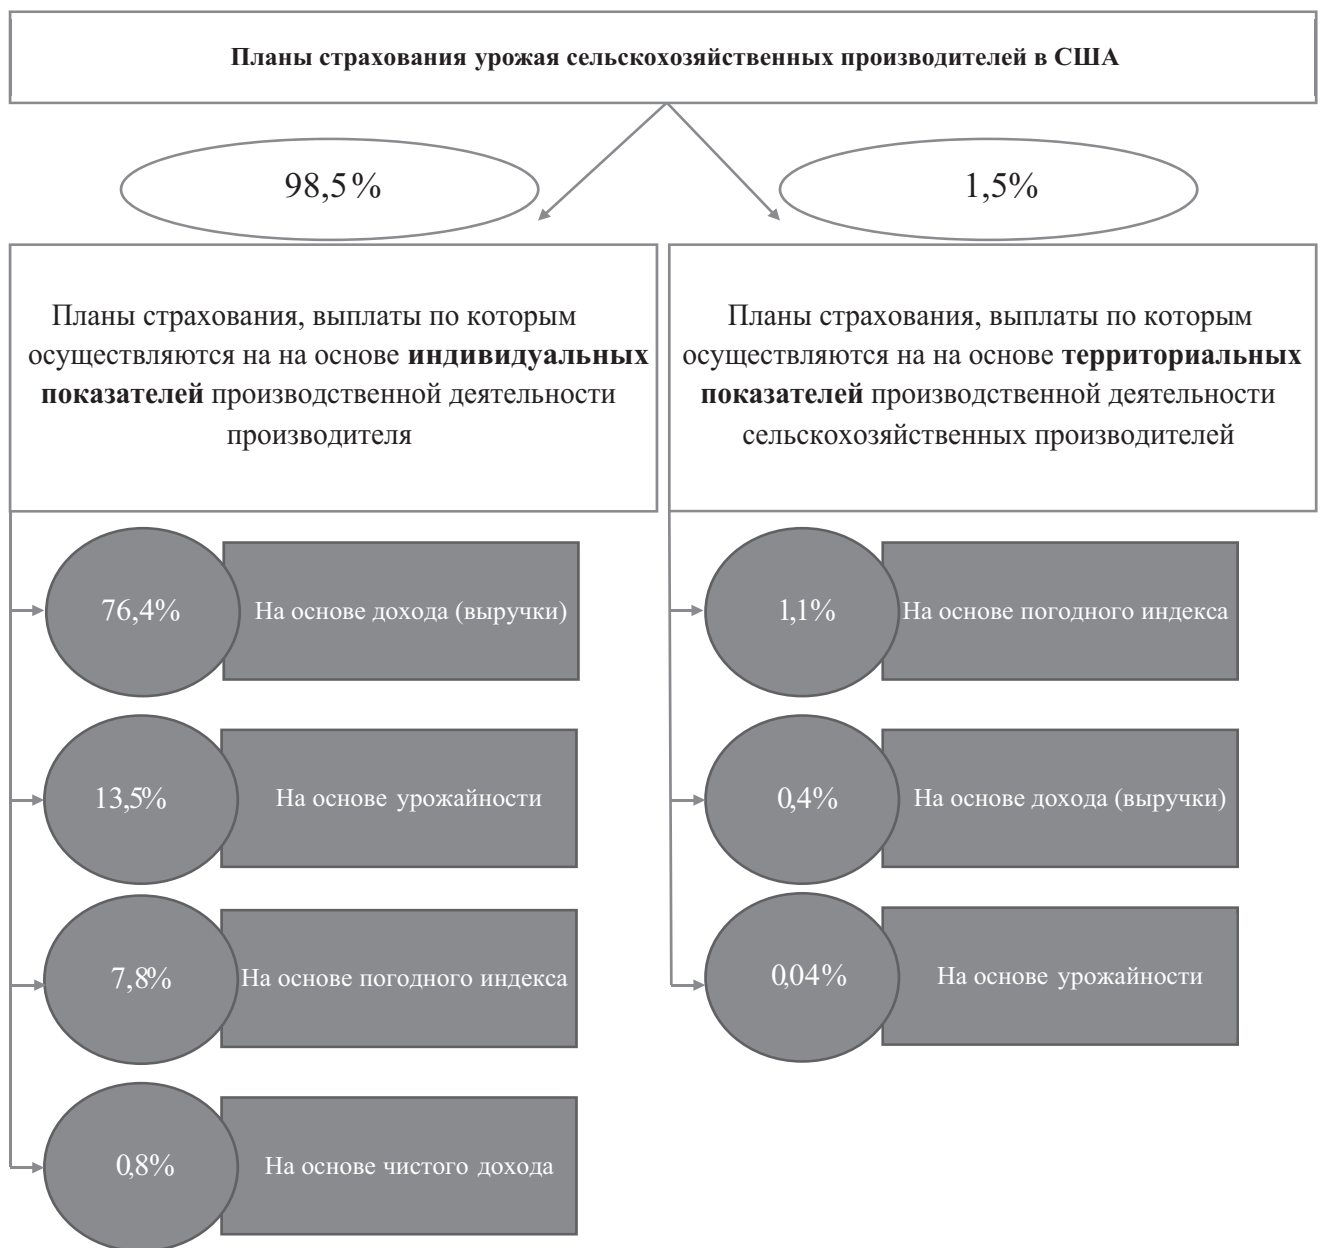 Планы страхования урожая сельскохозяйственных производителей в США
98,5%
1,5%
Планы страхования, выплаты по которым
осуществляются на на основе индивидуальных
показателей производственной деятельности
производителя
Планы страхования, выплаты по которым
осуществляются на на основе территориальных
показателей производственной деятельности
сельскохозяйственных производителей
76,4%
На основе дохода (выручки)
13,5%
На основе урожайности
7,8%
На основе погодного индекса
0,8%
На основе чистого дохода
1,1%
На основе погодного индекса
0,4%
На основе дохода (выручки)
0,04%
На основе урожайности